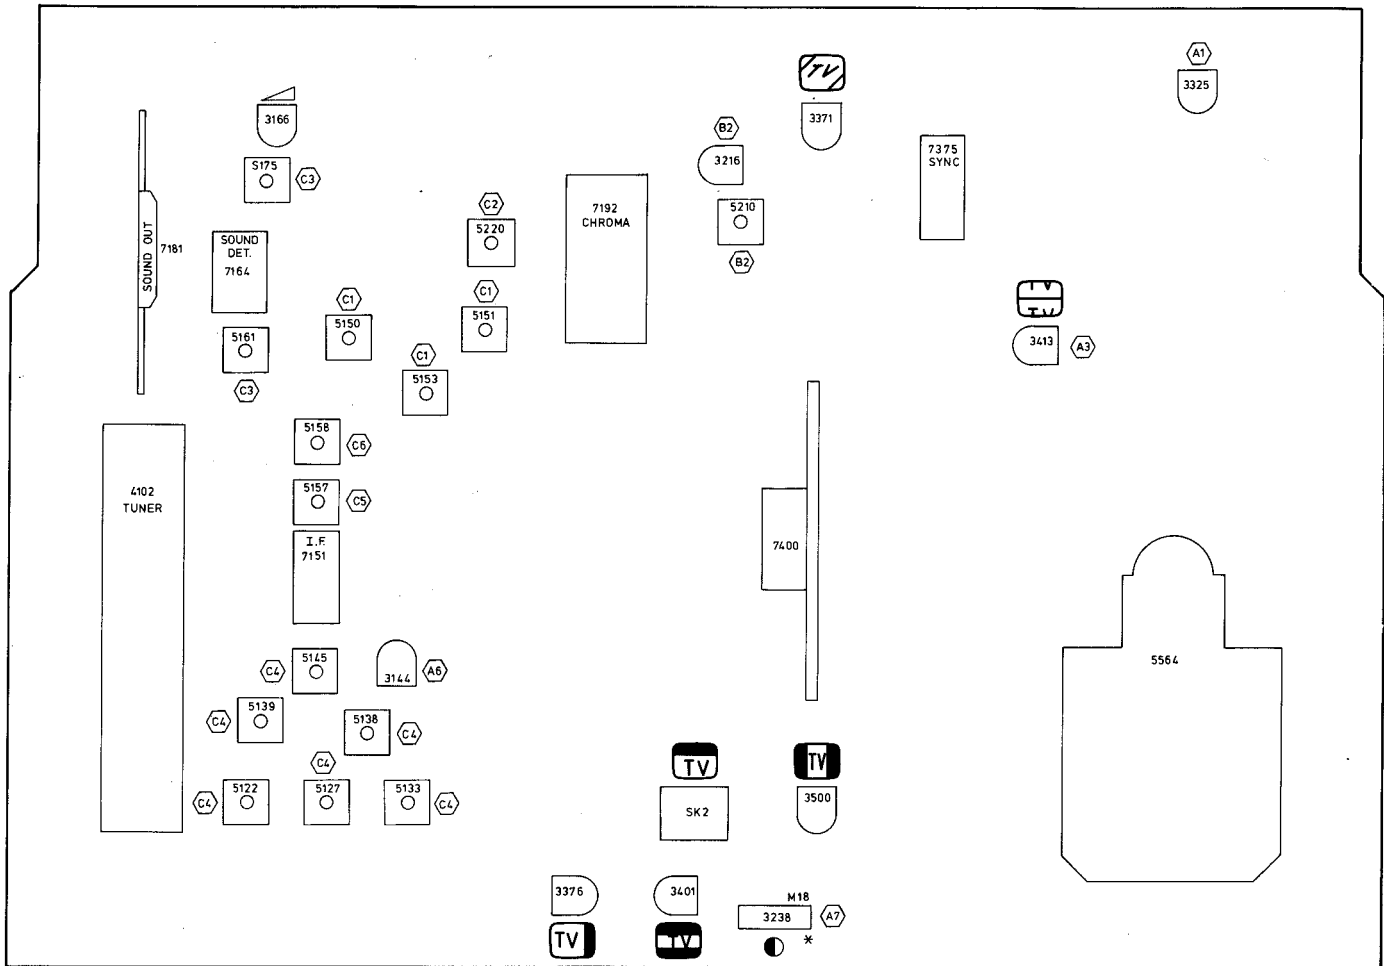 A1
3325
TV
3371
3166
B2
3216
7375
SYNC
S175
C3
7192
CHROMA
C2
5220
5210
B2
SOUND OUT
7181
SOUND
DET.
7164
C1
5150
C1
5151
TV
TV
3413
A3
5161
C3
C1
5153
5158
C6
4102
TUNER
5157
C5
I.F.
7151
7400
5564
C4
5145
3144
A6
C4
5139
5138
C4
TV
TV
C4
5122
C4
5127
5133
C4
SK2
3500
3376
3401
M18
3238
A7
TV
TV
*